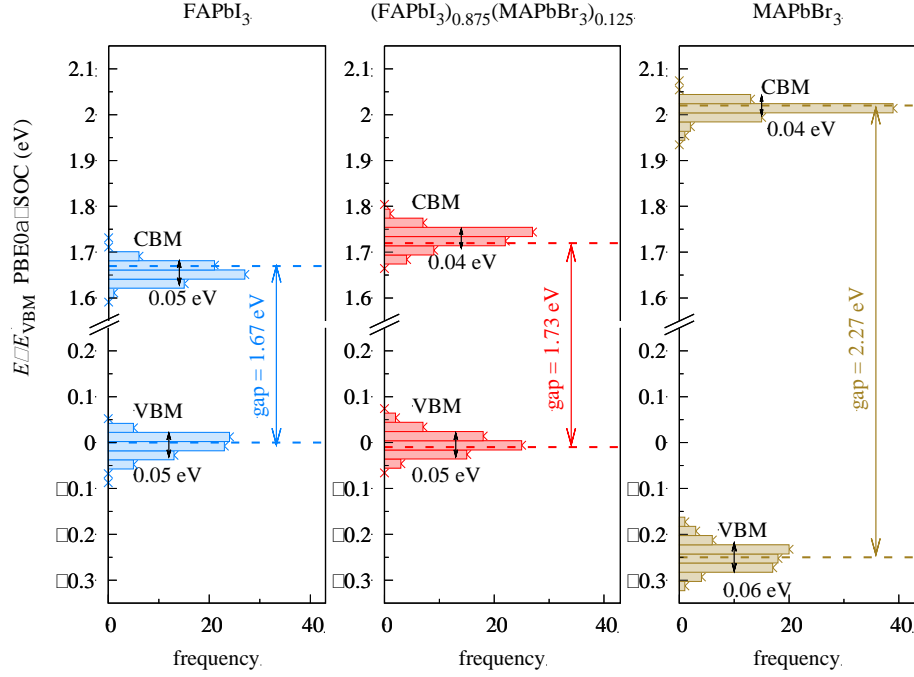 FAPbI3
(FAPbI3)0.875(MAPbBr3)0.125
MAPbBr3
E□EVBM PBE0a□SOC (eV)
2.1
2
1.9
1.8
1.7
1.6
0.2
0.1
0
□0.1
□0.2
□0.3
CBM
0.05 eV
gap = 1.67 eV
VBM
0.05 eV
0 20 40
frequency
2.1
2
1.9
1.8
1.7
1.6
0.2
0.1
0
□0.1
□0.2
□0.3
CBM
0.04 eV
gap = 1.73 eV
VBM
0.05 eV
0 20 40
frequency
2.1
2
1.9
1.8
1.7
1.6
0.2
0.1
0
□0.1
□0.2
□0.3
CBM
0.04 eV
gap = 2.27 eV
VBM
0.06 eV
0 20 40
frequency